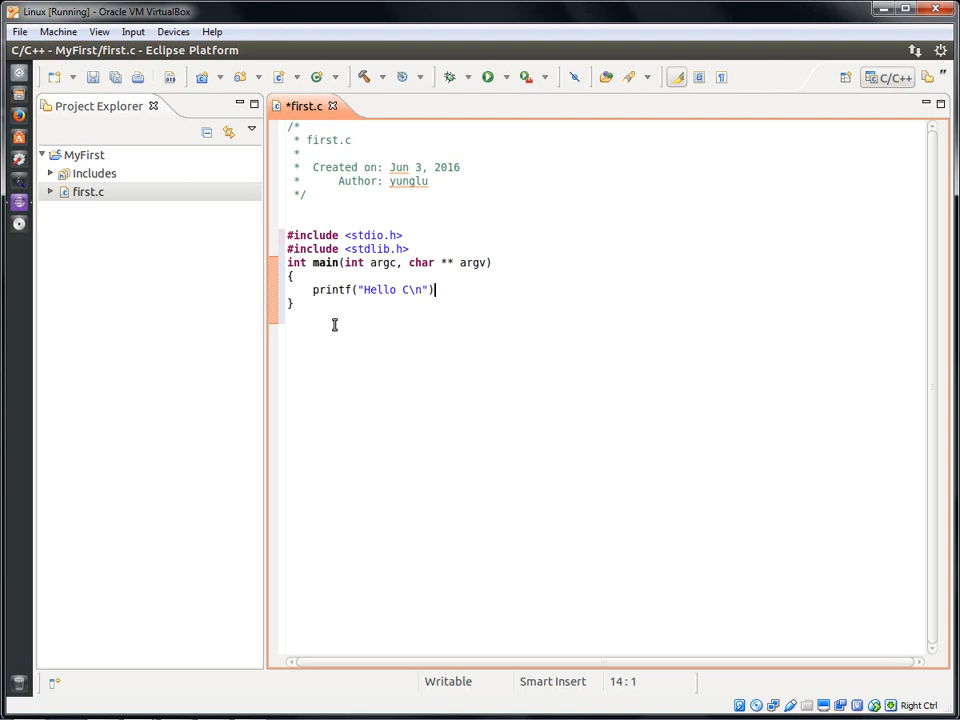 Linux [Running] - Oracle VM VirtualBox
File Machine View Input Devices Help
C/C++ - MyFirst/first.c - Eclipse Platform
C/C++
Project Explorer
*first.c
MyFirst
Includes
first.c
/*
* first.c
*
* Created on: Jun 3, 2016
* Author: yunglu
*/
#include <stdio.h>
#include <stdlib.h>
int main(int argc, char ** argv)
{
printf("Hello C\n")
}
Writable Smart Insert 14 : 1
Right Ctrl